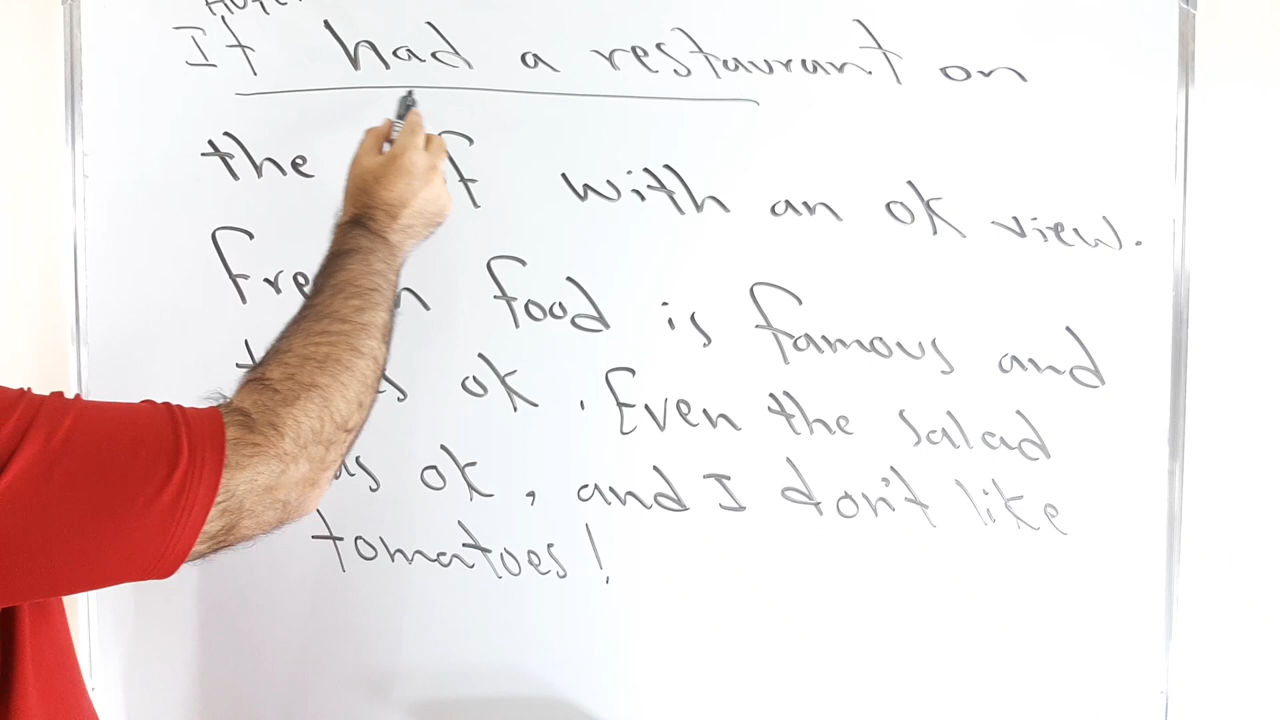 It had a restaurant on
the with an ok view.
food is famous and
ok. Even the salad
ok, and I don't like
tomatoes!